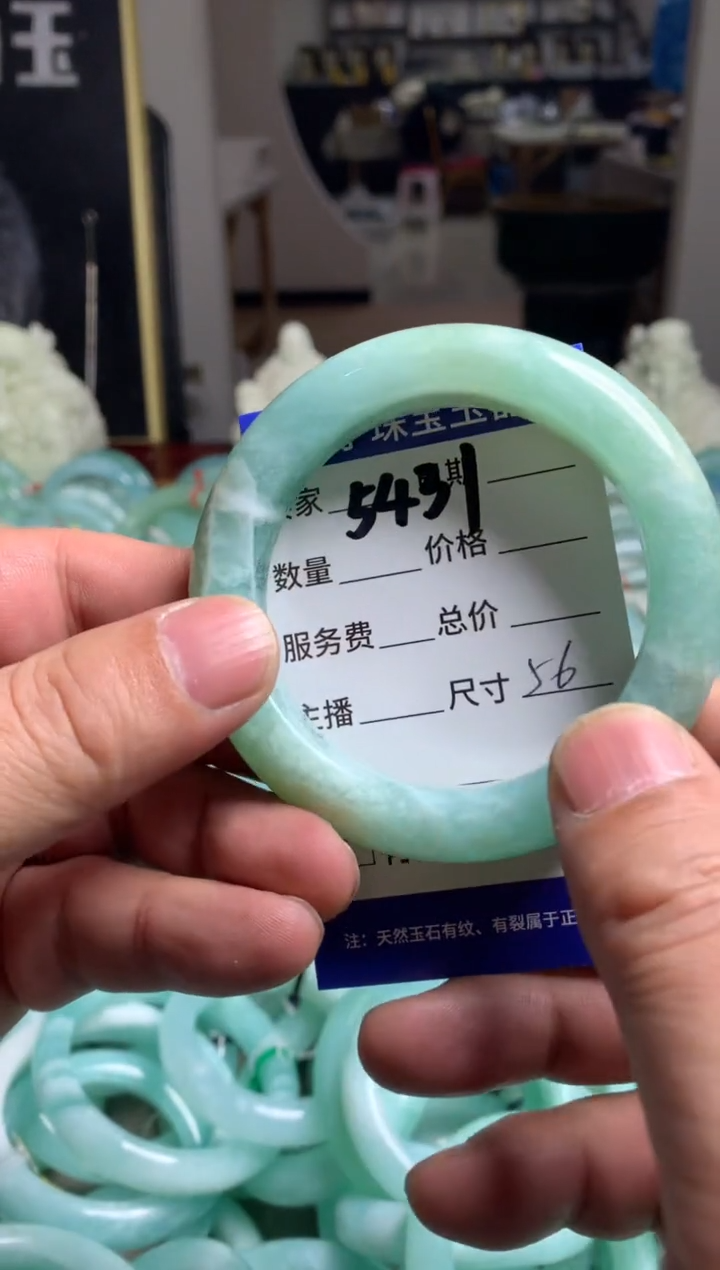 玉
珠宝玉
家 5431 期
数量 价格
服务费 总价
主播 尺寸 56
注：天然玉石有纹、有裂属于正